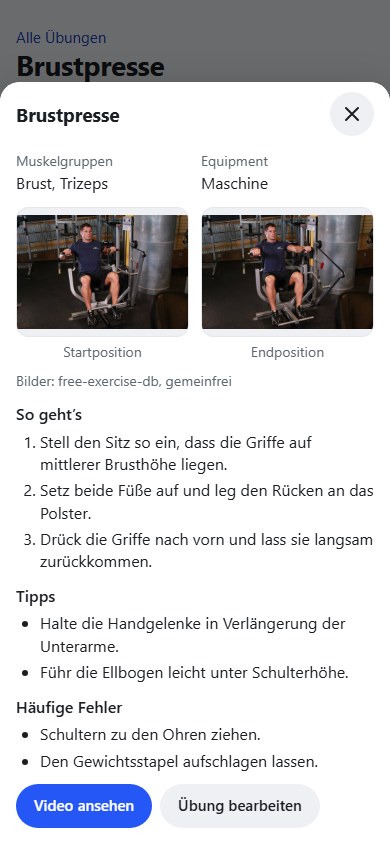 Alle Übungen
Brustpresse
Brustpresse
Muskelgruppen
Equipment
Brust, Trizeps
Maschine
Startposition
Endposition
Bilder: free-exercise-db, gemeinfrei
So geht’s
1. Stell den Sitz so ein, dass die Griffe auf
mittlerer Brusthöhe liegen.
2. Setz beide Füße auf und leg den Rücken an das
Polster.
3. Drück die Griffe nach vorn und lass sie langsam
zurückkommen.
Tipps
• Halte die Handgelenke in Verlängerung der
Unterarme.
• Führ die Ellbogen leicht unter Schulterhöhe.
Häufige Fehler
• Schultern zu den Ohren ziehen.
• Den Gewichtsstapel aufschlagen lassen.
Video ansehen
Übung bearbeiten